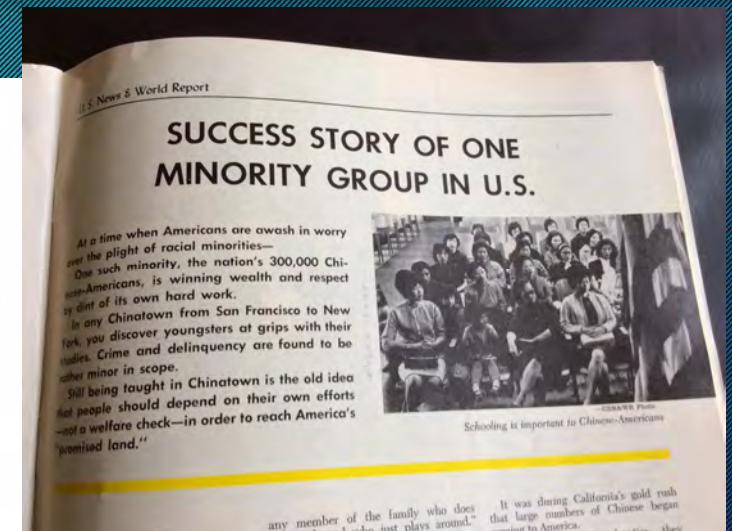 U.S. News & World Report
SUCCESS STORY OF ONE
MINORITY GROUP IN U.S.
At a time when Americans are awash in worry
over the plight of racial minorities—
One such minority, the nation's 300,000 Chi-
nese-Americans, is winning wealth and respect
by dint of its own hard work.
In any Chinatown from San Francisco to New
York, you discover youngsters at grips with their
studies. Crime and delinquency are found to be
rather minor in scope.
Still being taught in Chinatown is the old idea
that people should depend on their own efforts
—not a welfare check—in order to reach America's
"promised land."
—USN&WR Photo
Schooling is important to Chinese-Americans
any member of the family who does
who just plays around."
It was during California's gold rush
that large numbers of Chinese began
coming to America.